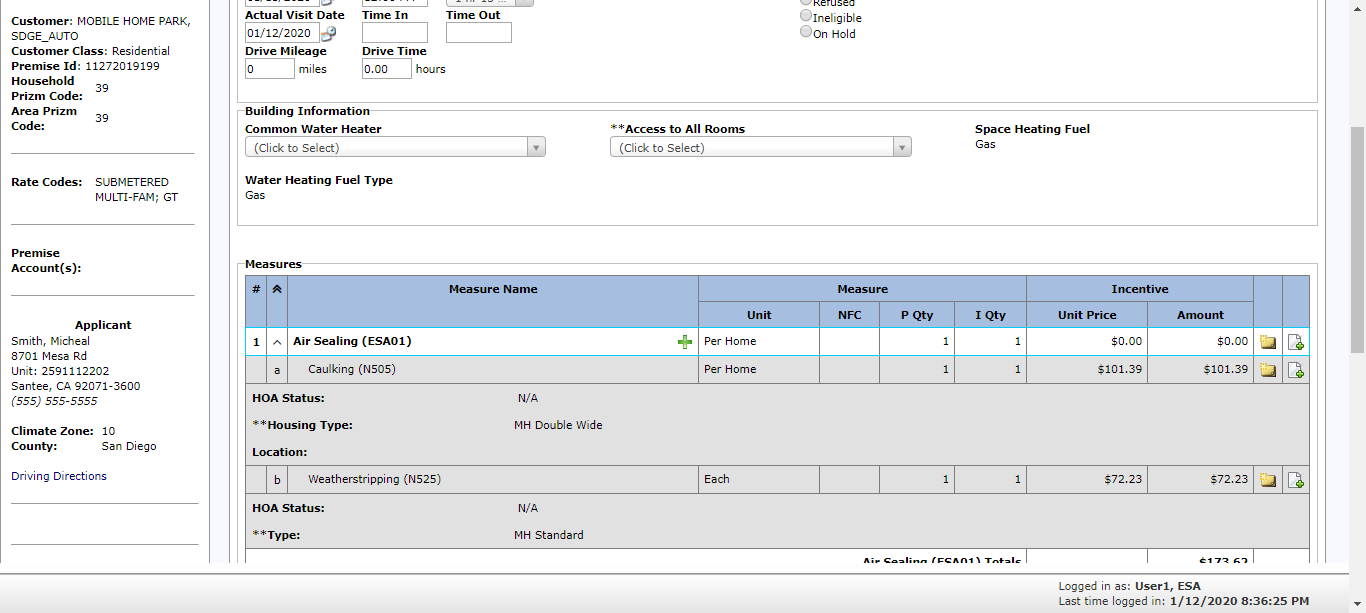 Customer: MOBILE HOME PARK,
SDGE_AUTO
Customer Class: Residential
Premise Id: 11272019199
Household
Prizm Code: 39
Area Prizm
Code: 39
Rate Codes: SUBMETERED
MULTI-FAM; GT
Premise
Account(s):
Applicant
Smith, Micheal
8701 Mesa Rd
Unit: 2591112202
Santee, CA 92071-3600
(555) 555-5555
Climate Zone: 10
County: San Diego
Driving Directions
Refused
Actual Visit Date Time In Time Out
Ineligible
01/12/2020
On Hold
Drive Mileage Drive Time
0 miles 0.00 hours
Building Information
Common Water Heater **Access to All Rooms Space Heating Fuel
(Click to Select) (Click to Select) Gas
Water Heating Fuel Type
Gas
Measures
# Measure Name Measure Incentive
Unit NFC P Qty I Qty Unit Price Amount
1 Air Sealing (ESA01) Per Home 1 1 $0.00 $0.00
a Caulking (N505) Per Home 1 1 $101.39 $101.39
HOA Status: N/A
**Housing Type: MH Double Wide
Location:
b Weatherstripping (N525) Each 1 1 $72.23 $72.23
HOA Status: N/A
**Type: MH Standard
Air Sealing (ESA01) Totals $173.62
Logged in as: User1, ESA
Last time logged in: 1/12/2020 8:36:25 PM